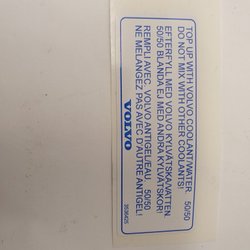 TOP UP WITH VOLVO COOLANT/WATER 50/50
DO NOT MIX WITH OTHER COOLANTS!
EFTERFYLL MED VOLVO KYLVÄTSKA/VATTEN.
50/50 BLANDA EJ MED ANDRA KYLVÄTSKOR!
REMPLI AVEC. VOLVO ANTIGEL/EAU 50/50
NE MELANGEZ PAS AVEC D'AUTRE ANTIGEL!
VOLVO